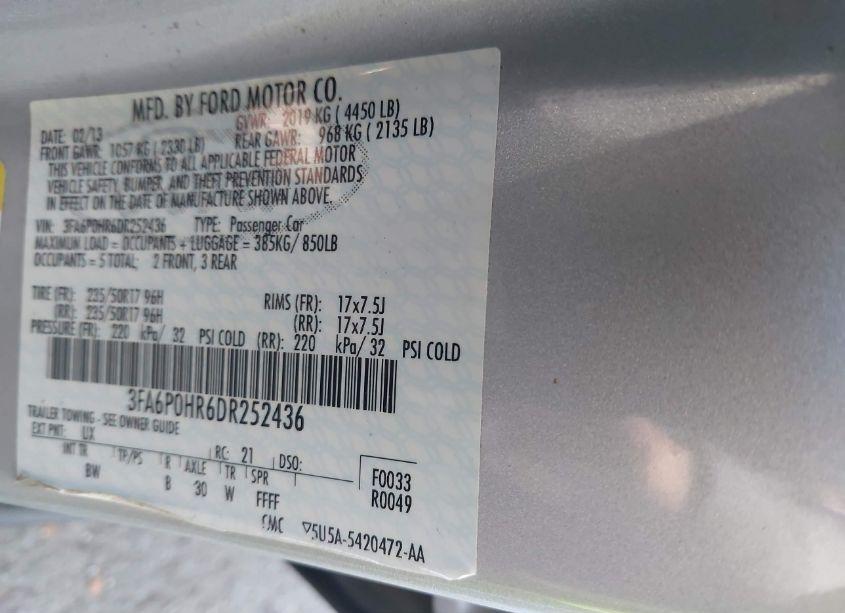 MFD. BY FORD MOTOR CO.
DATE: 02/13 GVWR: 2019 KG ( 4450 LB)
FRONT GAWR: 1057 KG ( 2330 LB) REAR GAWR: 968 KG ( 2135 LB)
THIS VEHICLE CONFORMS TO ALL APPLICABLE FEDERAL MOTOR
VEHICLE SAFETY, BUMPER, AND THEFT PREVENTION STANDARDS
IN EFFECT ON THE DATE OF MANUFACTURE SHOWN ABOVE.
VIN: 3FA6P0HR6DR252436 TYPE: Passenger Car
MAXIMUM LOAD = OCCUPANTS + LUGGAGE = 385KG/ 850LB
OCCUPANTS = 5 TOTAL; 2 FRONT, 3 REAR
TIRE (FR): 235/50R17 96H RIMS (FR): 17x7.5J
(RR): 235/50R17 96H (RR): 17x7.5J
PRESSURE (FR): 220 kPa/ 32 PSI COLD (RR): 220 kPa/ 32 PSI COLD
3FA6P0HR6DR252436
TRAILER TOWING - SEE OWNER GUIDE
EXT PNT: UX RC: 21 DSO:
INT TR TP/PS R AXLE TR SPR F0033
BW B 30 W FFFF R0049
CMC ▽5U5A-5420472-AA